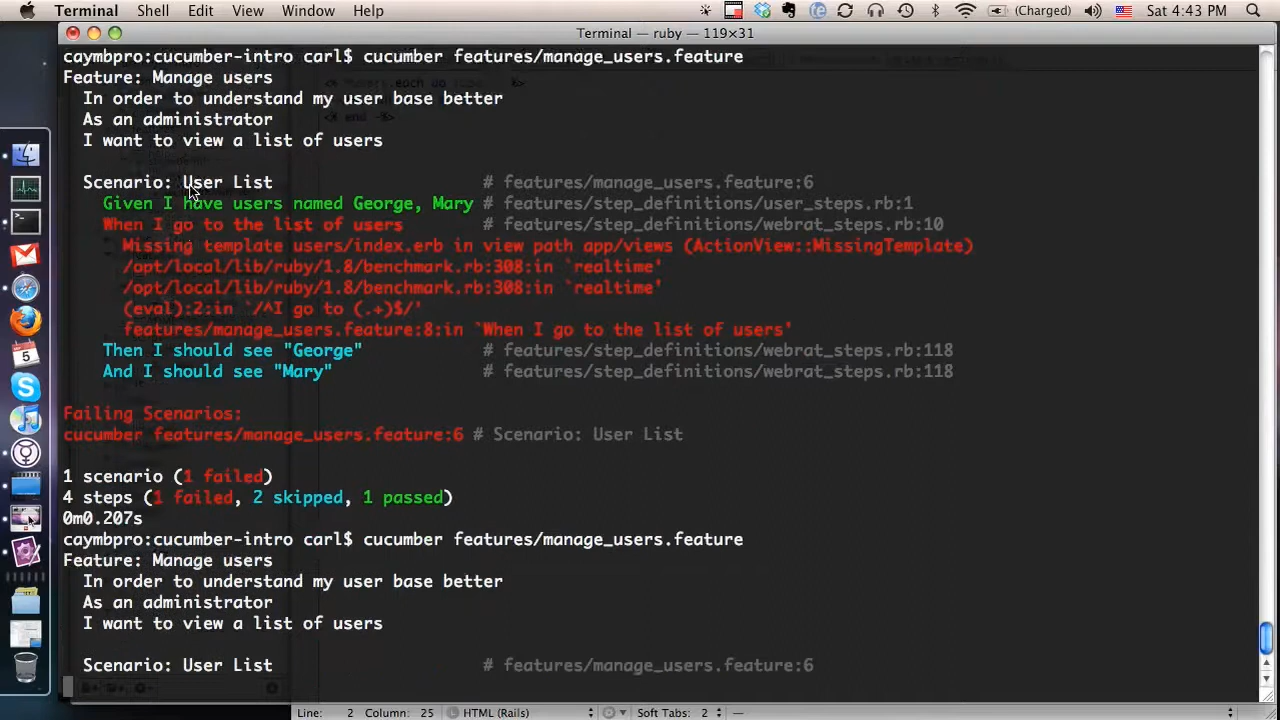 Terminal Shell Edit View Window Help (Charged) Sat 4:43 PM
Terminal — ruby — 119×31
caymbpro:cucumber-intro carl$ cucumber features/manage_users.feature
Feature: Manage users
In order to understand my user base better
As an administrator
I want to view a list of users
Scenario: User List # features/manage_users.feature:6
Given I have users named George, Mary # features/step_definitions/user_steps.rb:1
When I go to the list of users # features/step_definitions/webrat_steps.rb:10
Missing template users/index.erb in view path app/views (ActionView::MissingTemplate)
/opt/local/lib/ruby/1.8/benchmark.rb:308:in `realtime'
/opt/local/lib/ruby/1.8/benchmark.rb:308:in `realtime'
(eval):2:in `/^I go to (.+)$/'
features/manage_users.feature:8:in `When I go to the list of users'
Then I should see "George" # features/step_definitions/webrat_steps.rb:118
And I should see "Mary" # features/step_definitions/webrat_steps.rb:118
Failing Scenarios:
cucumber features/manage_users.feature:6 # Scenario: User List
1 scenario (1 failed)
4 steps (1 failed, 2 skipped, 1 passed)
0m0.207s
caymbpro:cucumber-intro carl$ cucumber features/manage_users.feature
Feature: Manage users
In order to understand my user base better
As an administrator
I want to view a list of users
Scenario: User List # features/manage_users.feature:6
Line: 2 Column: 25 HTML (Rails) Soft Tabs: 2 —
5